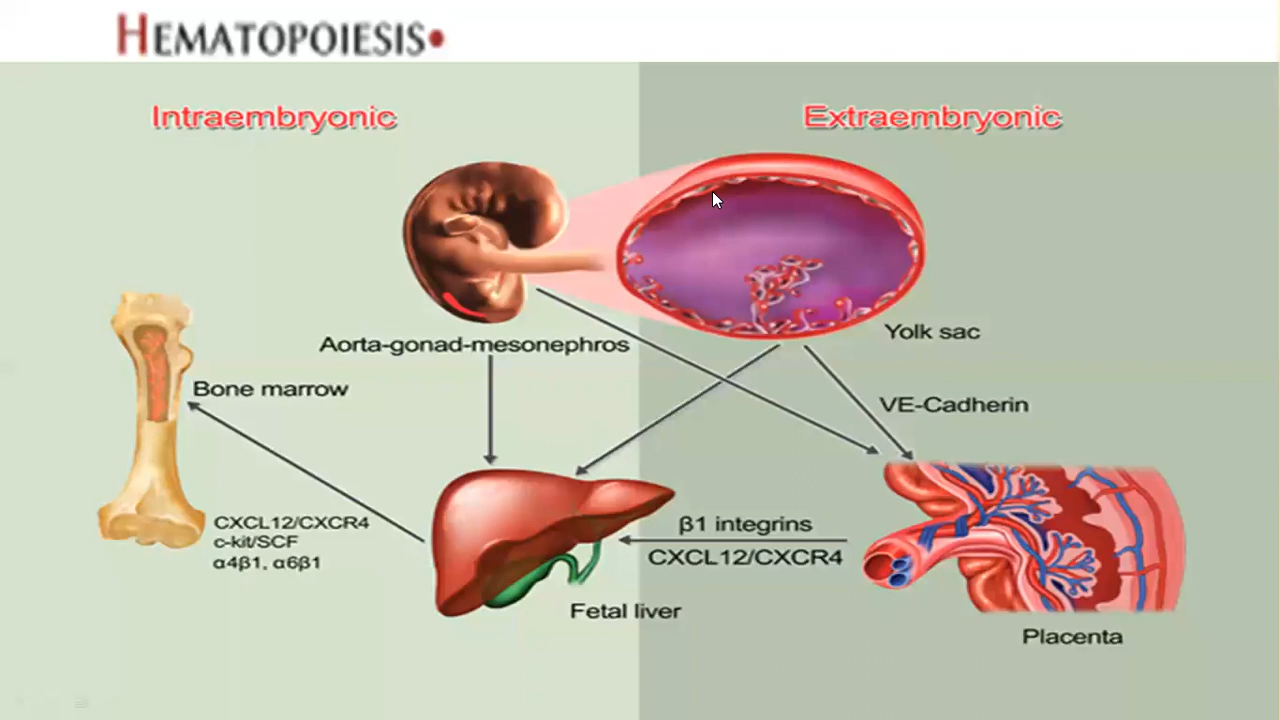 HEMATOPOIESIS•
Intraembryonic
Extraembryonic
Aorta-gonad-mesonephros
Yolk sac
Bone marrow
VE-Cadherin
CXCL12/CXCR4
c-kit/SCF
α4β1, α6β1
β1 integrins
CXCL12/CXCR4
Fetal liver
Placenta